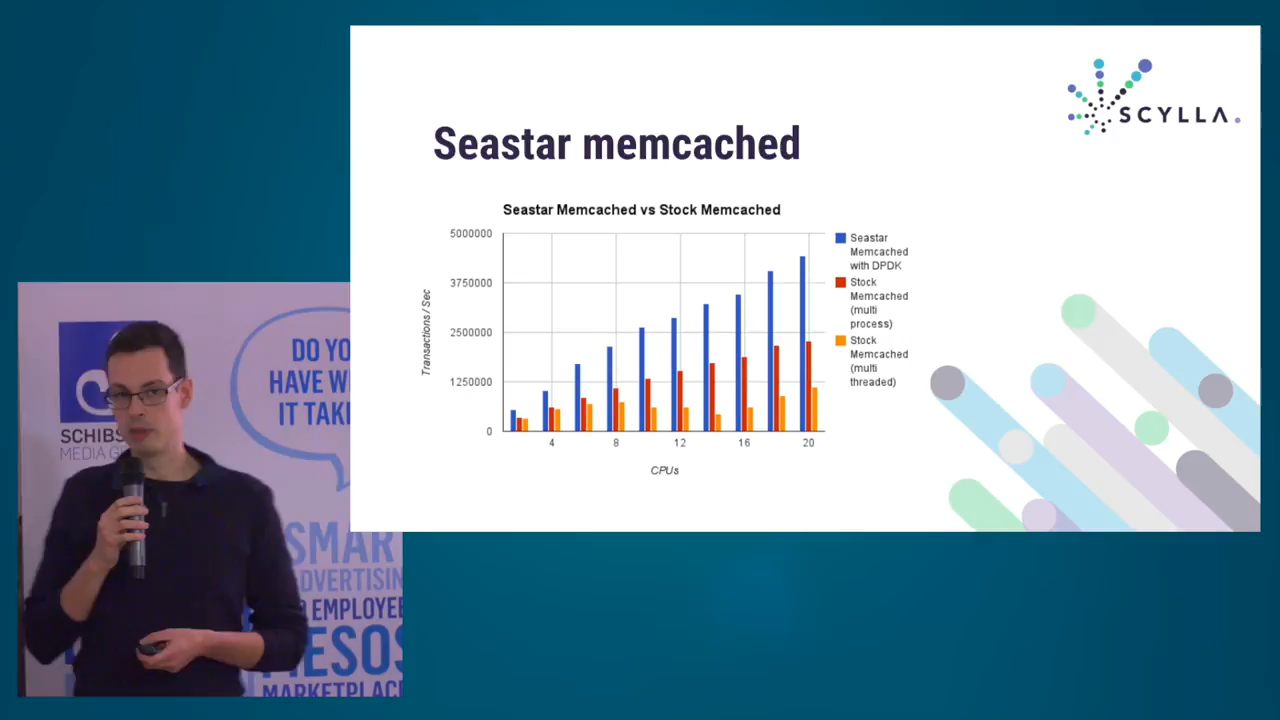 SCYLLA.
Seastar memcached
Seastar Memcached vs Stock Memcached
5000000
3750000
2500000
1250000
0
Transactions / Sec
4
8
12
16
20
CPUs
Seastar
Memcached
with DPDK
Stock
Memcached
(multi
process)
Stock
Memcached
(multi
threaded)
DO YO
HAVE W
IT TAK
SCHIBS
MEDIA G
SMAR
DVERTISIN
EMPLOYEE
MESOS
MARKETPLAC